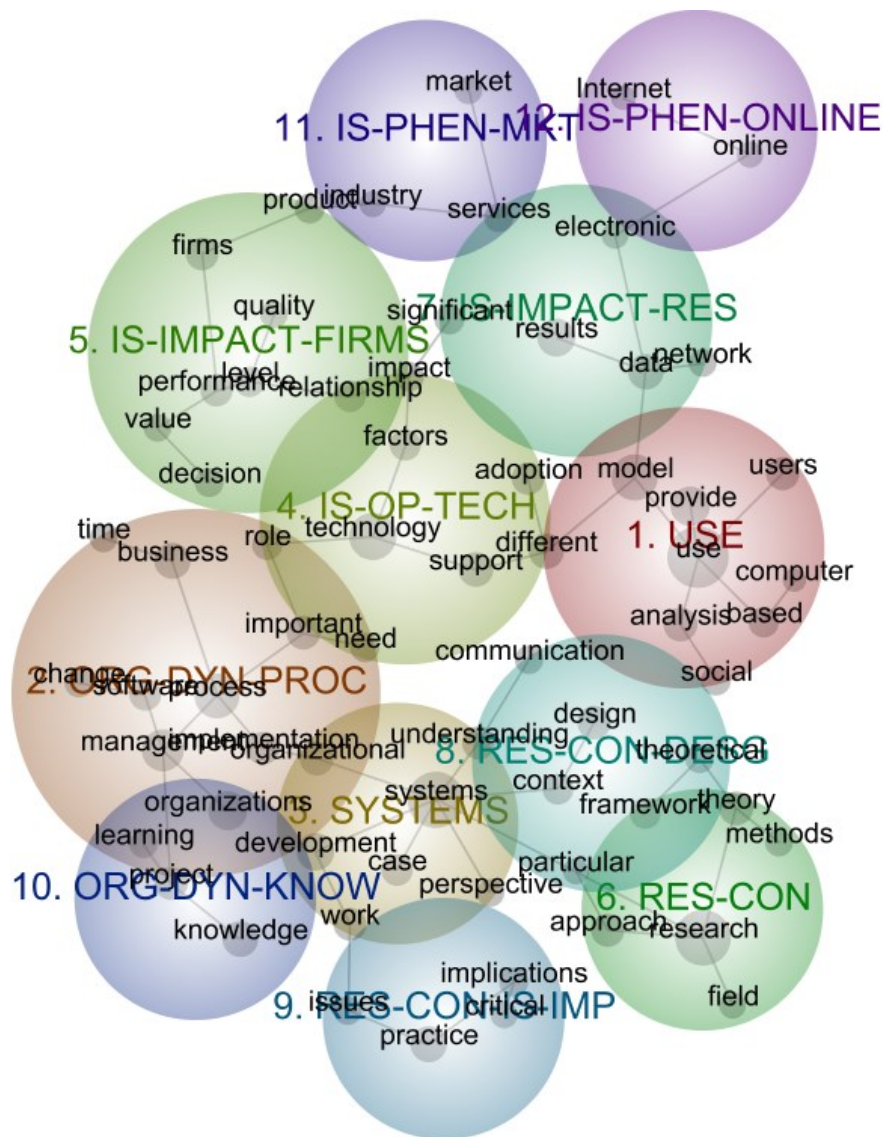 market
Internet
11. IS-PHEN-MKT
12. IS-PHEN-ONLINE
online
product
industry
services
electronic
firms
quality
significant
7. IS-IMPACT-RES
results
5. IS-IMPACT-FIRMS
impact
data
network
level
performance
relationship
value
factors
decision
adoption
model
users
provide
4. IS-OP-TECH
time
business
role
technology
support
different
1. USE
use
computer
important
need
analysis
based
communication
social
change
2. ORG-DYN-PROC
software
process
design
management
implementation
organizational
understanding
8. RES-CON-DESG
theoretical
context
systems
organizations
3. SYSTEMS
framework
theory
learning
development
methods
project
case
particular
10. ORG-DYN-KNOW
perspective
6. RES-CON
work
approach
research
knowledge
implications
issues
9. RES-CON-IS-IMP
critical
field
practice